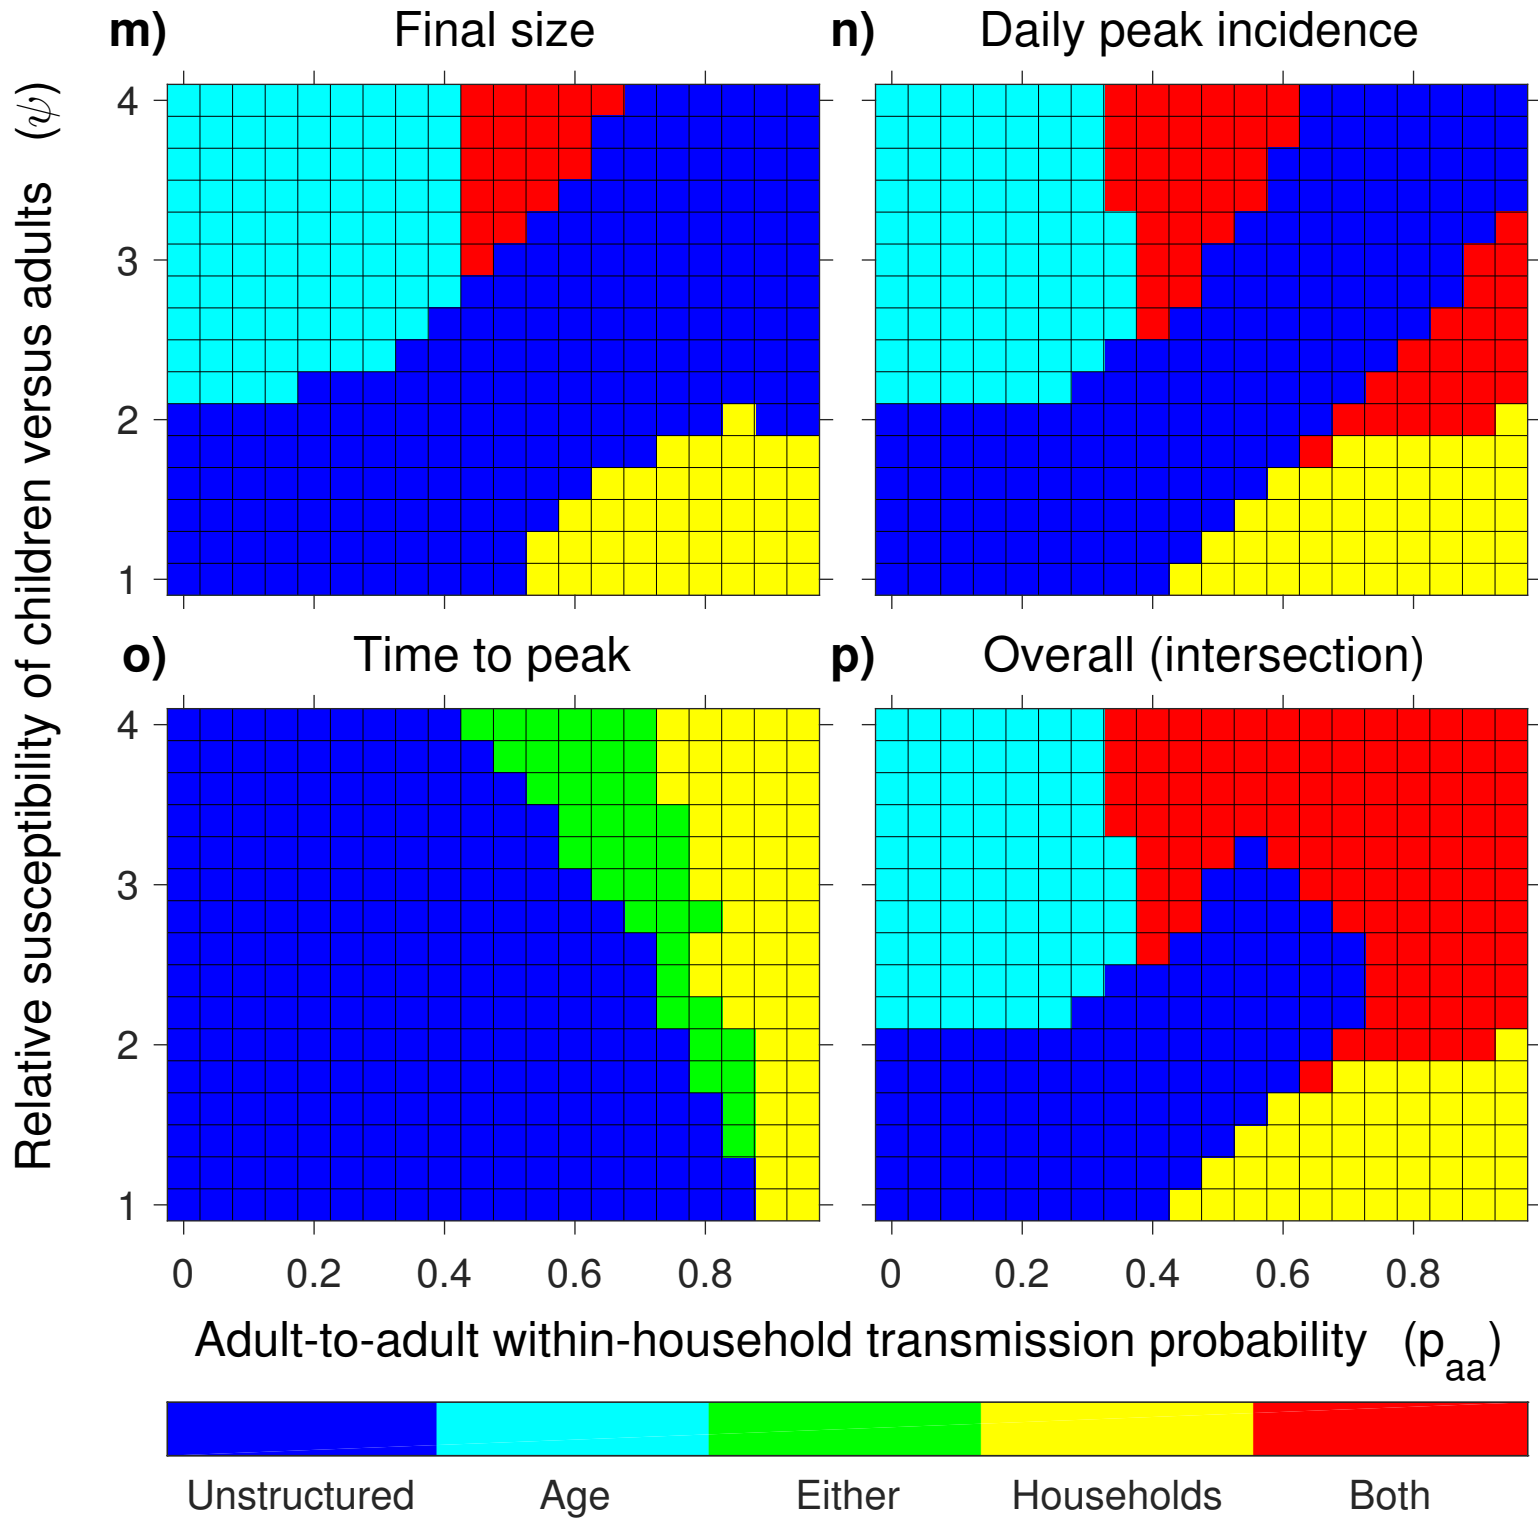 m) Final size
n) Daily peak incidence
Relative susceptibility of children versus adults (ψ)
4
3
2
1
o) Time to peak
p) Overall (intersection)
4
3
2
1
0 0.2 0.4 0.6 0.8
0 0.2 0.4 0.6 0.8
Adult-to-adult within-household transmission probability (p_aa)
Unstructured Age Either Households Both